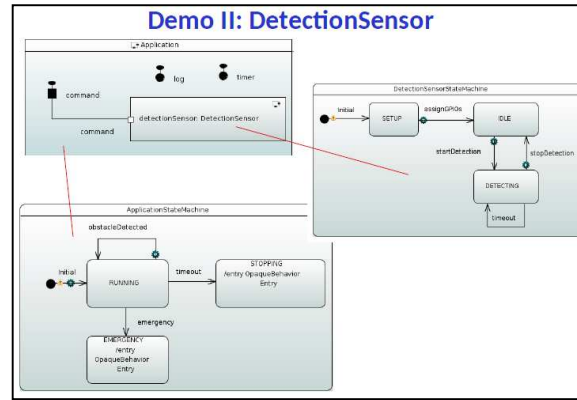 Demo II: DetectionSensor
Application
log
timer
command
command
detectionSensor: DetectionSensor
DetectionSensorStateMachine
Initial
SETUP
assignGPIOs
IDLE
startDetection
stopDetection
DETECTING
timeout
ApplicationStateMachine
obstacleDetected
Initial
RUNNING
timeout
STOPPING
/entry OpaqueBehavior
Entry
emergency
EMERGENCY
/entry
OpaqueBehavior
Entry